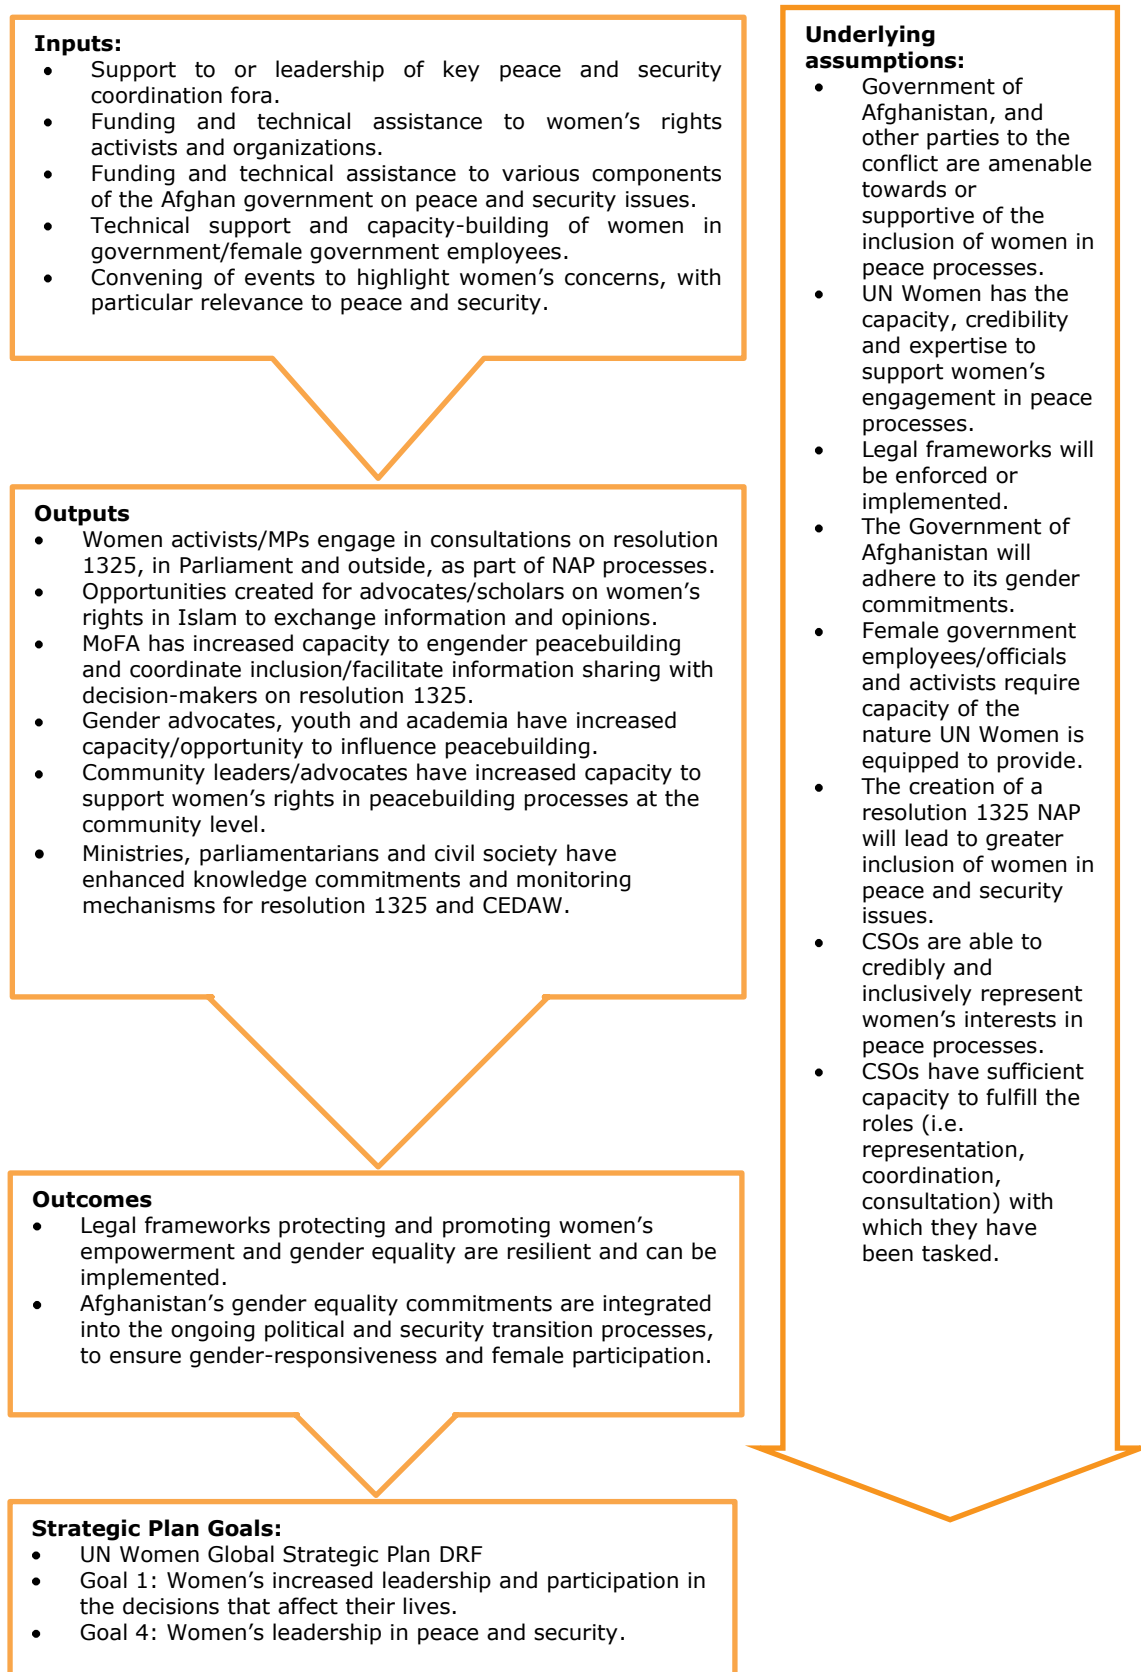 Inputs:
• Support to or leadership of key peace and security
coordination fora.
• Funding and technical assistance to women’s rights
activists and organizations.
• Funding and technical assistance to various components
of the Afghan government on peace and security issues.
• Technical support and capacity-building of women in
government/female government employees.
• Convening of events to highlight women’s concerns, with
particular relevance to peace and security.
Outputs
• Women activists/MPs engage in consultations on resolution
1325, in Parliament and outside, as part of NAP processes.
• Opportunities created for advocates/scholars on women’s
rights in Islam to exchange information and opinions.
• MoFA has increased capacity to engender peacebuilding
and coordinate inclusion/facilitate information sharing with
decision-makers on resolution 1325.
• Gender advocates, youth and academia have increased
capacity/opportunity to influence peacebuilding.
• Community leaders/advocates have increased capacity to
support women’s rights in peacebuilding processes at the
community level.
• Ministries, parliamentarians and civil society have
enhanced knowledge commitments and monitoring
mechanisms for resolution 1325 and CEDAW.
Outcomes
• Legal frameworks protecting and promoting women’s
empowerment and gender equality are resilient and can be
implemented.
• Afghanistan’s gender equality commitments are integrated
into the ongoing political and security transition processes,
to ensure gender-responsiveness and female participation.
Strategic Plan Goals:
• UN Women Global Strategic Plan DRF
• Goal 1: Women’s increased leadership and participation in
the decisions that affect their lives.
• Goal 4: Women’s leadership in peace and security.
Underlying
assumptions:
• Government of
Afghanistan, and
other parties to the
conflict are amenable
towards or
supportive of the
inclusion of women in
peace processes.
• UN Women has the
capacity, credibility
and expertise to
support women’s
engagement in peace
processes.
• Legal frameworks will
be enforced or
implemented.
• The Government of
Afghanistan will
adhere to its gender
commitments.
• Female government
employees/officials
and activists require
capacity of the
nature UN Women is
equipped to provide.
• The creation of a
resolution 1325 NAP
will lead to greater
inclusion of women in
peace and security
issues.
• CSOs are able to
credibly and
inclusively represent
women’s interests in
peace processes.
• CSOs have sufficient
capacity to fulfill the
roles (i.e.
representation,
coordination,
consultation) with
which they have
been tasked.